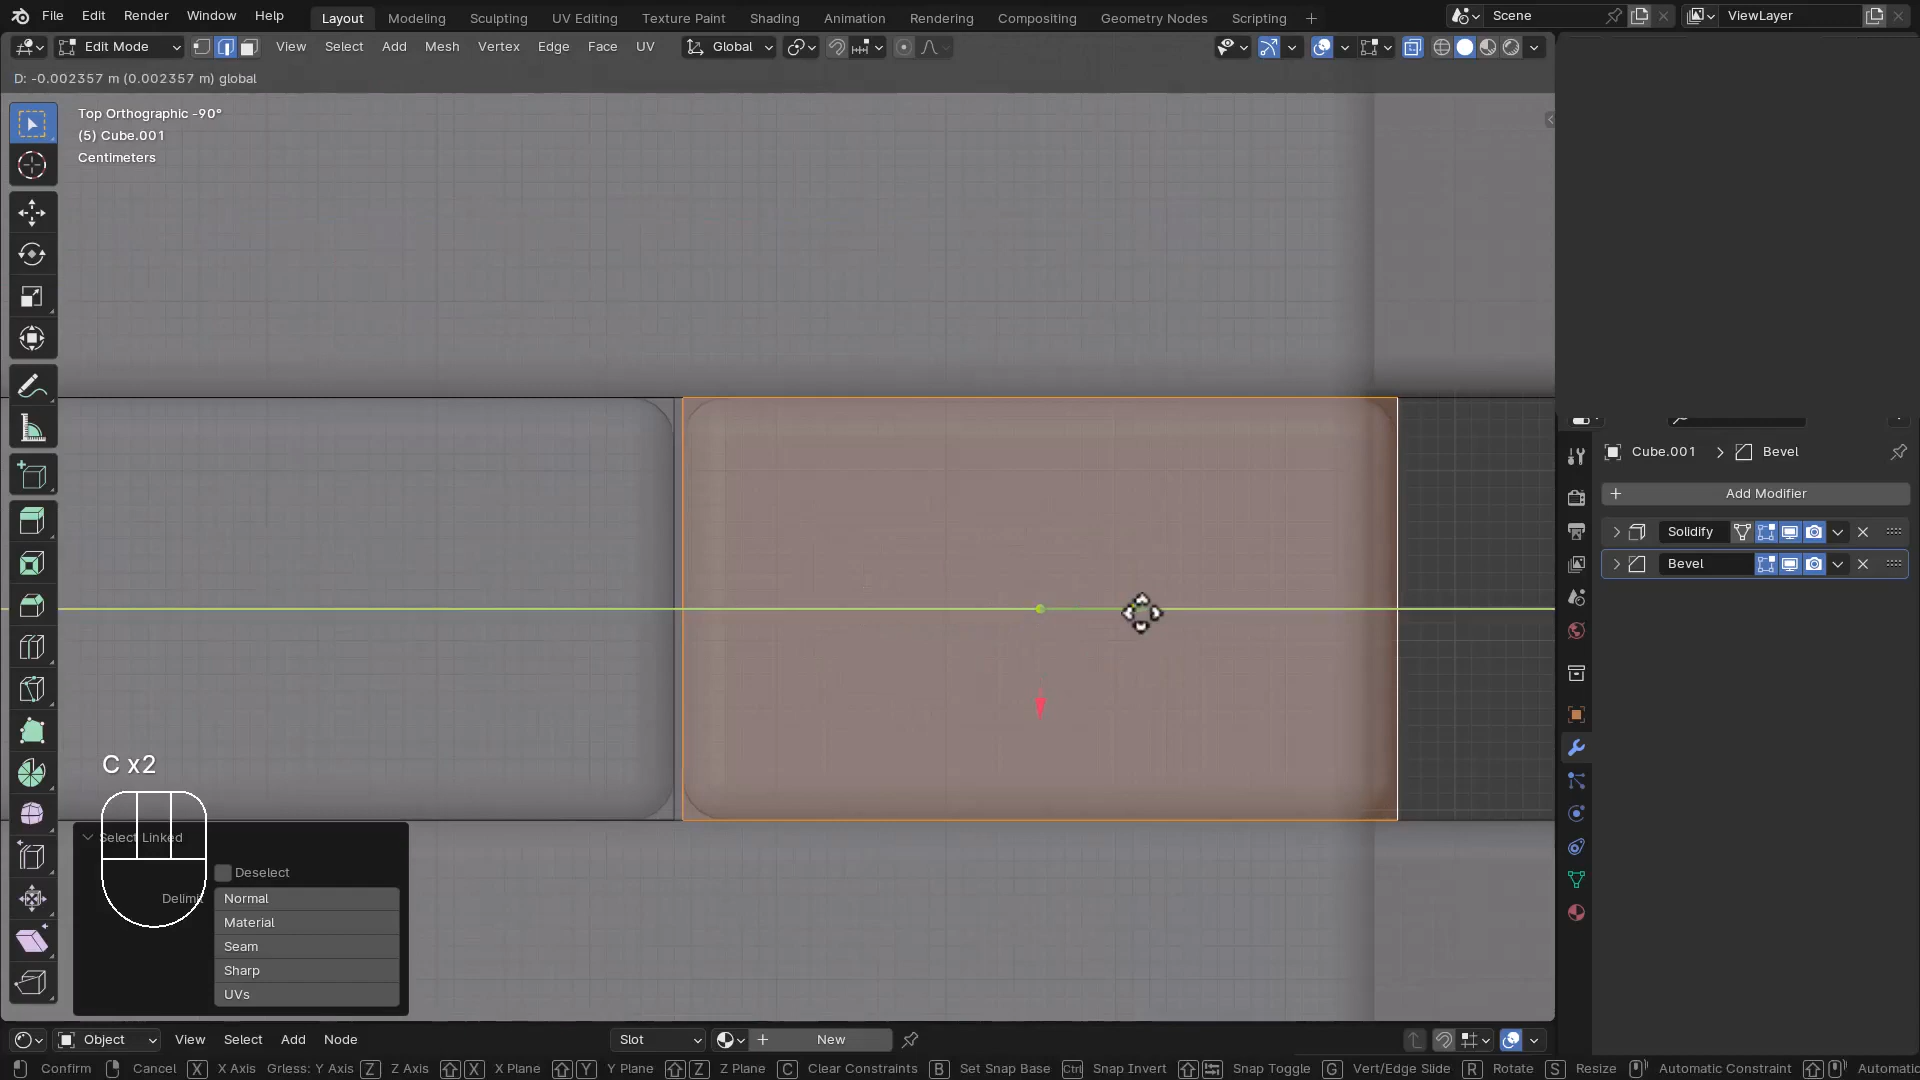 File Edit Render Window Help Layout Modeling Sculpting UV Editing Texture Paint Shading Animation Rendering Compositing Geometry Nodes Scripting + Scene ViewLayer
Edit Mode View Select Add Mesh Vertex Edge Face UV Global
D: -0.002357 m (0.002357 m) global
Top Orthographic -90°
(5) Cube.001
Centimeters
Cube.001 > Bevel
+ Add Modifier
Solidify
Bevel
C x2
Select Linked
Deselect
Delimit Normal
Material
Seam
Sharp
UVs
Object View Select Add Node Slot + New
Confirm Cancel X X Axis Grless: Y Axis Z Z Axis X X Plane Y Y Plane Z Z Plane C Clear Constraints B Set Snap Base Ctrl Snap Invert Snap Toggle G Vert/Edge Slide R Rotate S Resize Automatic Constraint Automatic